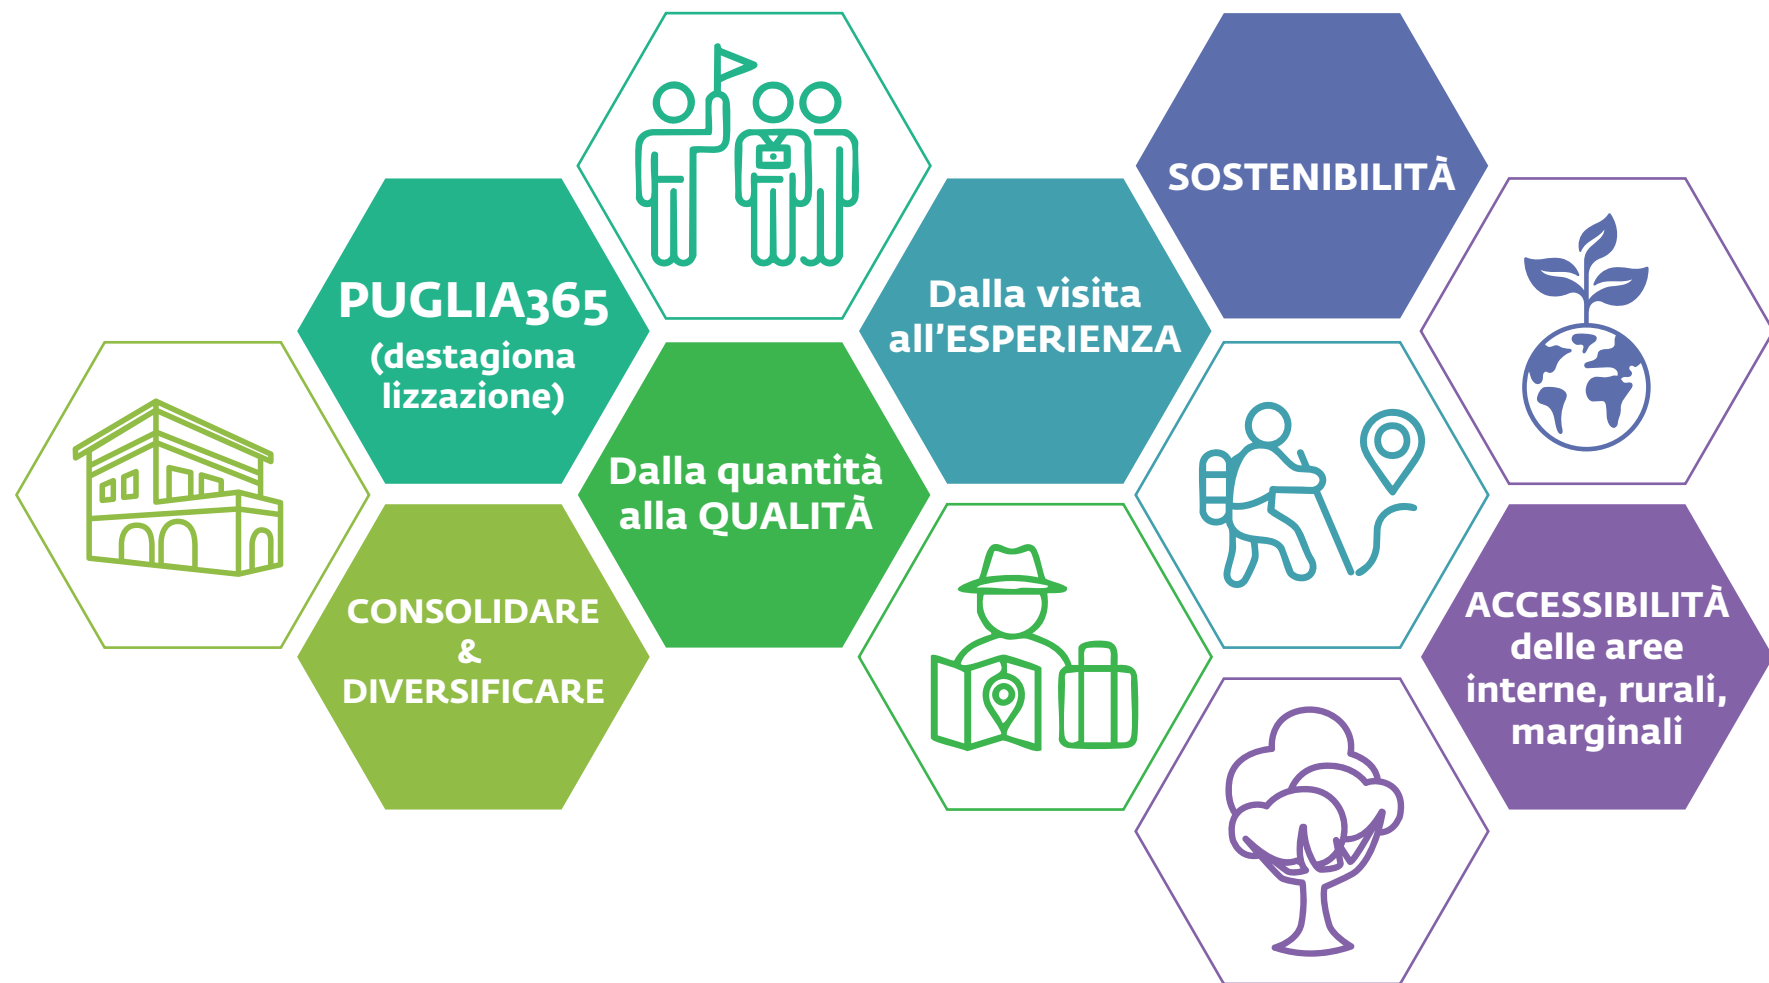 PUGLIA365
(destagiona
lizzazione)
CONSOLIDARE
&
DIVERSIFICARE
Dalla quantità
alla QUALITÀ
Dalla visita
all'ESPERIENZA
SOSTENIBILITÀ
ACCESSIBILITÀ
delle aree
interne, rurali,
marginali